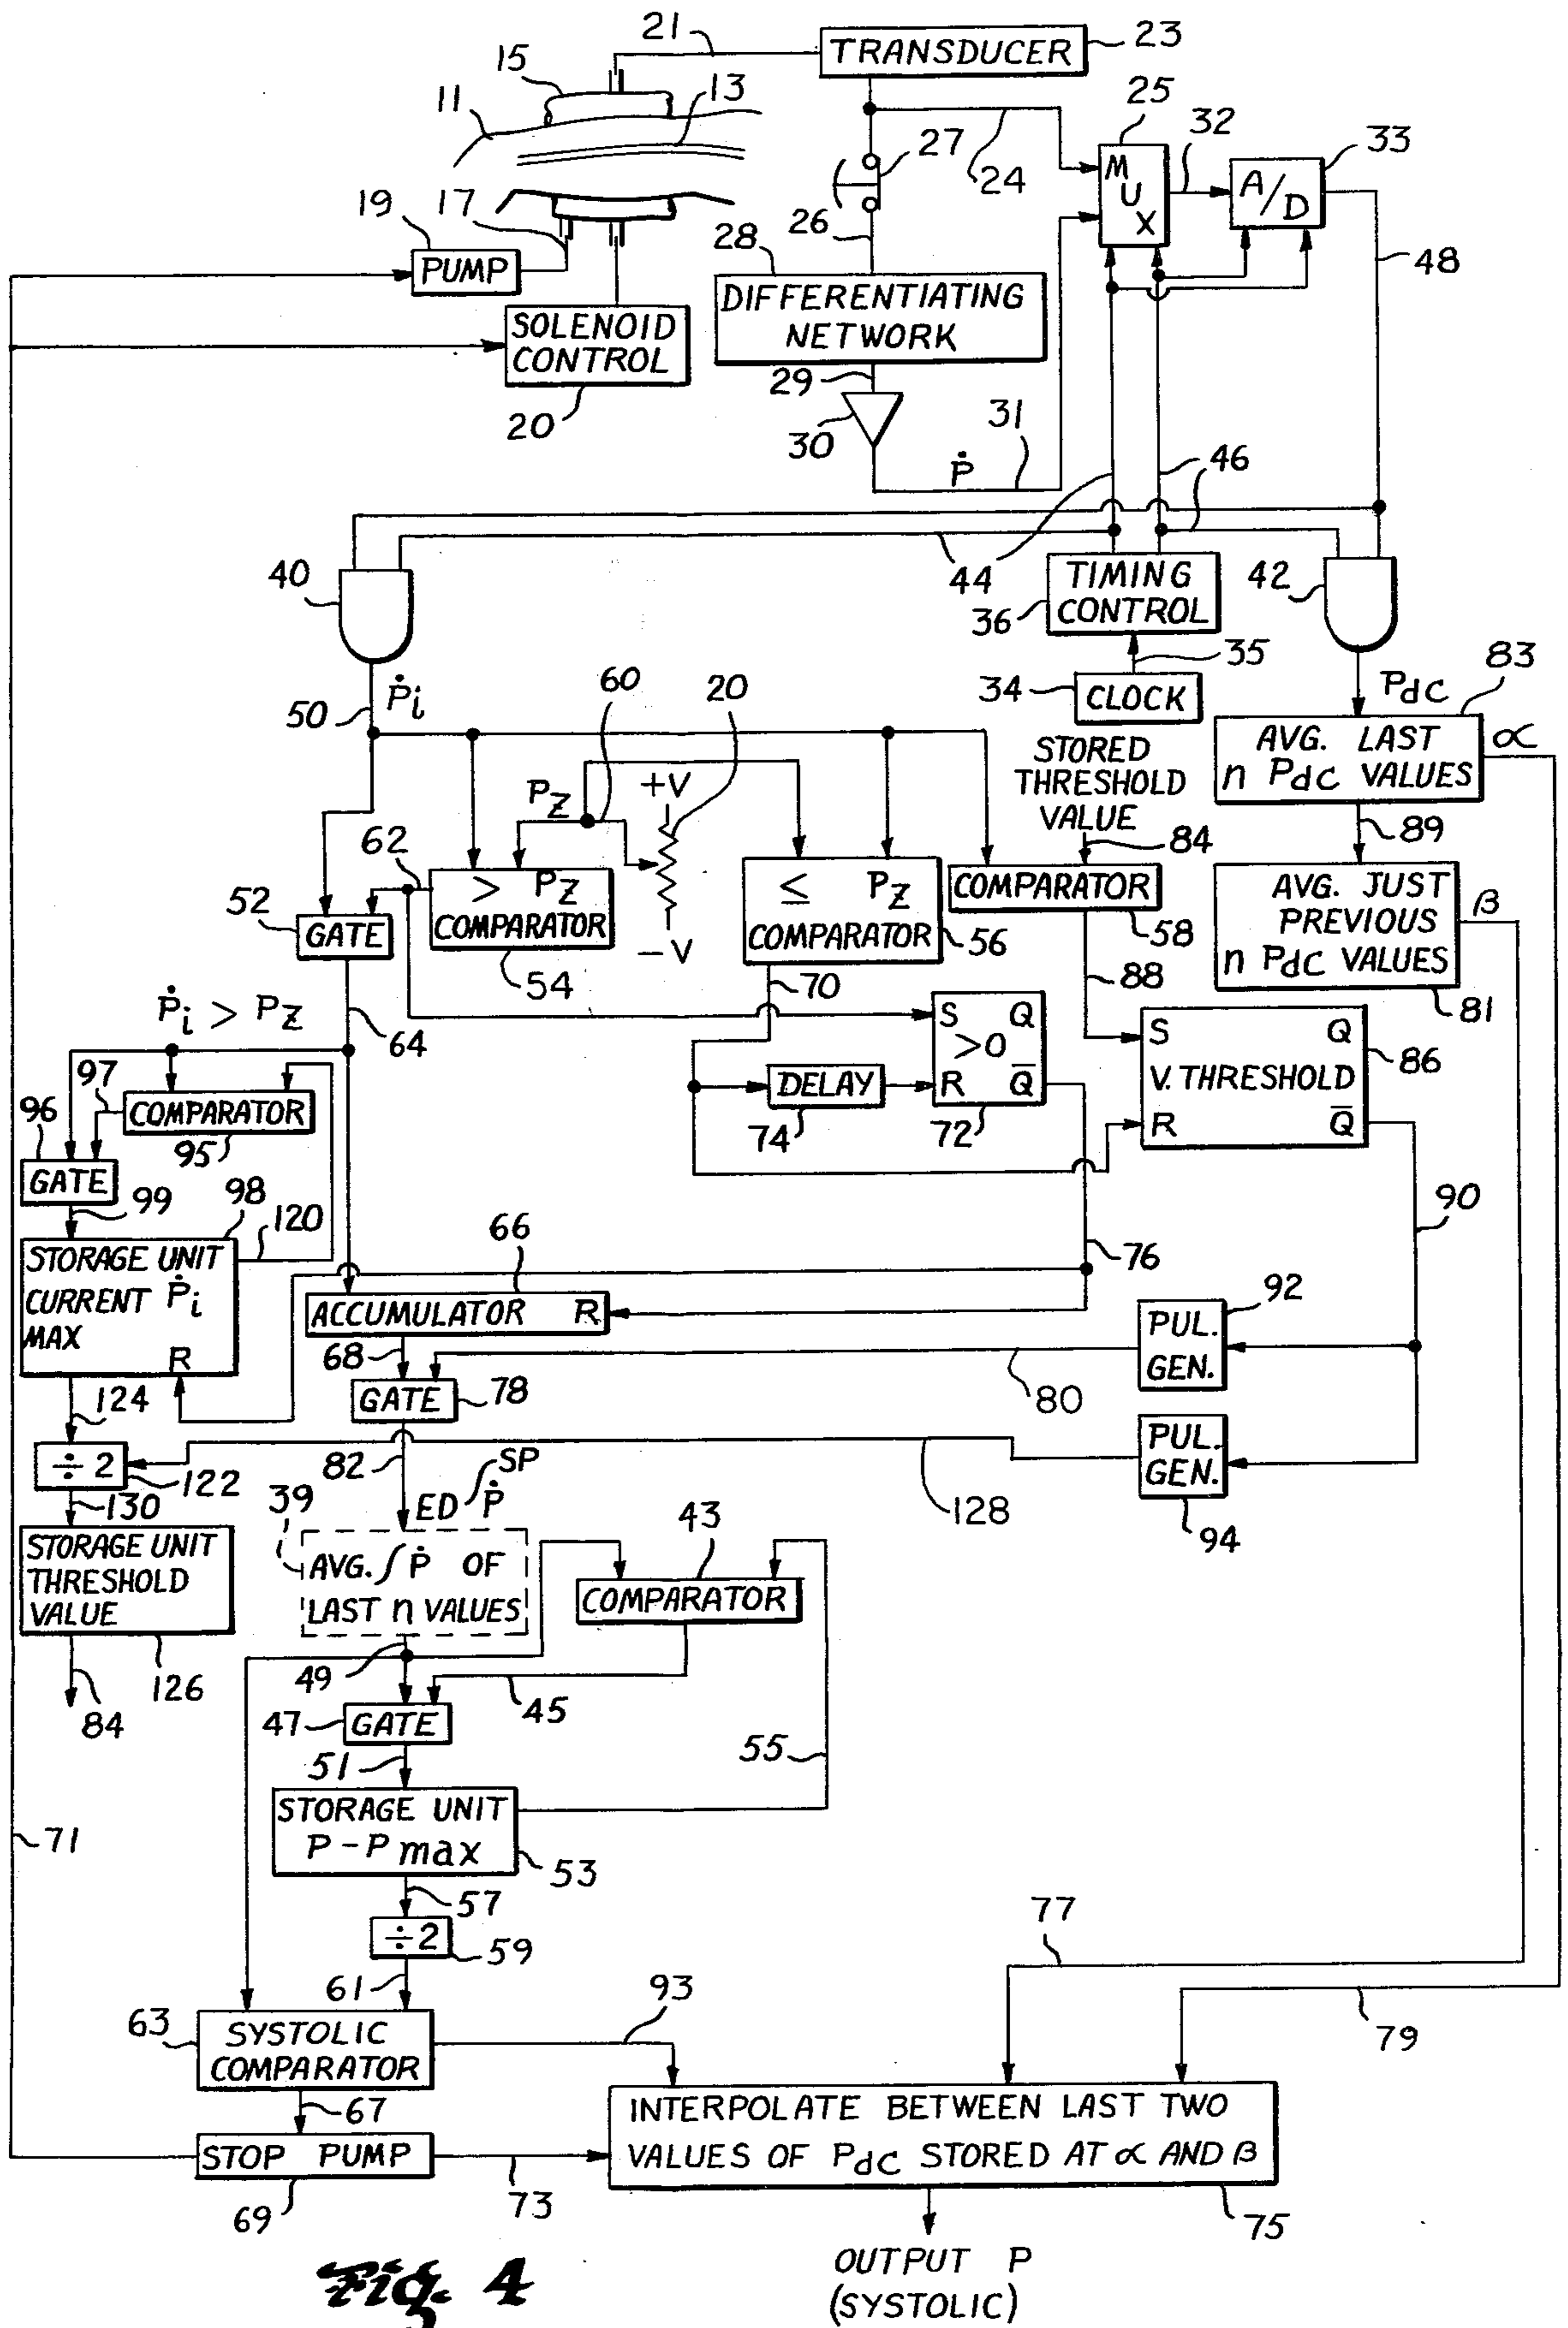 21
TRANSDUCER
23
15
11
13
25
32
33
27
24
M
U
X
A/D
19
17
26
28
PUMP
DIFFERENTIATING
NETWORK
48
SOLENOID
CONTROL
29
20
30
31
Ṗ
46
40
44
TIMING
CONTROL
36
42
35
34
CLOCK
83
Ṗi
50
60
20
PdC
STORED
THRESHOLD
VALUE
AVG. LAST
n PdC VALUES
∝
PZ
+V
62
84
89
> PZ
COMPARATOR
≤ PZ
COMPARATOR
COMPARATOR
AVG. JUST
PREVIOUS
n PdC VALUES
β
52
GATE
54
−V
56
58
70
88
81
Ṗi > PZ
64
S Q
>0
R Q̅
S Q
V. THRESHOLD
R Q̅
86
97
DELAY
96
COMPARATOR
74
72
95
GATE
99
98
120
90
66
76
STORAGE UNIT
CURRENT Ṗi
MAX
R
ACCUMULATOR R
92
PUL.
GEN.
68
124
GATE
78
80
PUL.
GEN.
÷ 2
122
82
130
39
ED ∫ SP Ṗ
43
128
94
STORAGE UNIT
THRESHOLD
VALUE
AVG. ∫ Ṗ OF
LAST n VALUES
COMPARATOR
126
49
84
47
GATE
45
51
55
STORAGE UNIT
P − P max
71
53
57
÷2
59
77
61
93
63
SYSTOLIC
COMPARATOR
79
67
INTERPOLATE BETWEEN LAST TWO
VALUES OF PdC STORED AT ∝ AND β
STOP PUMP
73
69
75
OUTPUT P
(SYSTOLIC)
Fig. 4